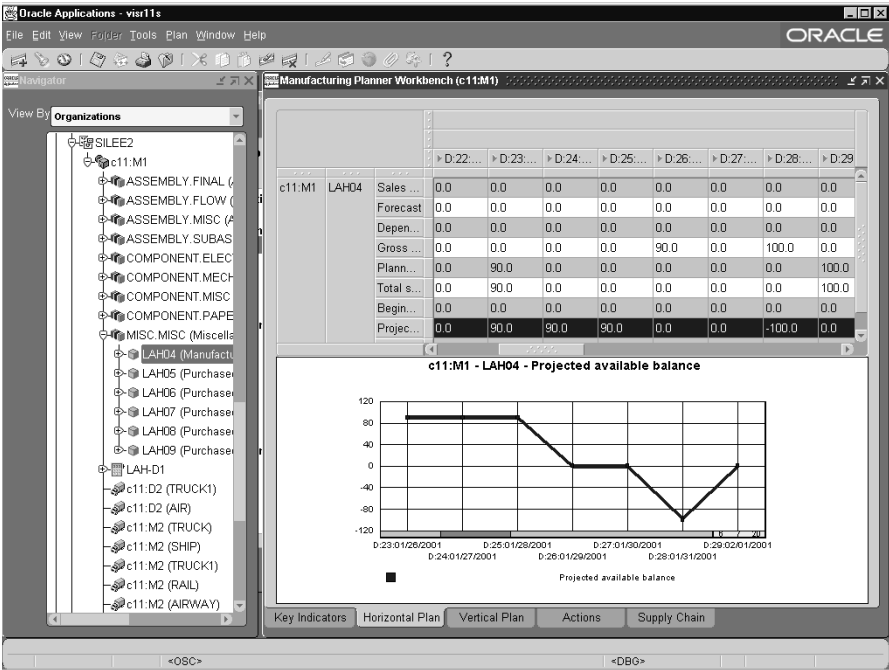 Oracle Applications - visr11s
File Edit View Folder Tools Plan Window Help
ORACLE
Navigator
View By Organizations
SILEE2
c11:M1
ASSEMBLY.FINAL (
ASSEMBLY.FLOW (
ASSEMBLY.MISC (A
ASSEMBLY.SUBAS
COMPONENT.ELEC
COMPONENT.MECH
COMPONENT.MISC
COMPONENT.PAPE
MISC.MISC (Miscella
LAH04 (Manufactu
LAH05 (Purchased
LAH06 (Purchased
LAH07 (Purchased
LAH08 (Purchased
LAH09 (Purchased
LAH-D1
c11:D2 (TRUCK1)
c11:D2 (AIR)
c11:M2 (TRUCK)
c11:M2 (SHIP)
c11:M2 (TRUCK1)
c11:M2 (RAIL)
c11:M2 (AIRWAY)
Manufacturing Planner Workbench (c11:M1)
D:22:... D:23:... D:24:... D:25:... D:26:... D:27:... D:28:... D:29
c11:M1 LAH04 Sales ... 0.0 0.0 0.0 0.0 0.0 0.0 0.0 0.0
Forecast 0.0 0.0 0.0 0.0 0.0 0.0 0.0 0.0
Depen... 0.0 0.0 0.0 0.0 0.0 0.0 0.0 0.0
Gross ... 0.0 0.0 0.0 0.0 90.0 0.0 100.0 0.0
Plann... 0.0 90.0 0.0 0.0 0.0 0.0 0.0 100.0
Total s... 0.0 90.0 0.0 0.0 0.0 0.0 0.0 100.0
Begin... 0.0 0.0 0.0 0.0 0.0 0.0 0.0 0.0
Projec... 0.0 90.0 90.0 90.0 0.0 0.0 -100.0 0.0
c11:M1 - LAH04 - Projected available balance
120
80
40
0
-40
-80
-120
D:23:01/26/2001 D:25:01/28/2001 D:27:01/30/2001 D:29:02/01/2001
D:24:01/27/2001 D:26:01/29/2001 D:28:01/31/2001
Projected available balance
Key Indicators Horizontal Plan Vertical Plan Actions Supply Chain
<OSC> <DBG>